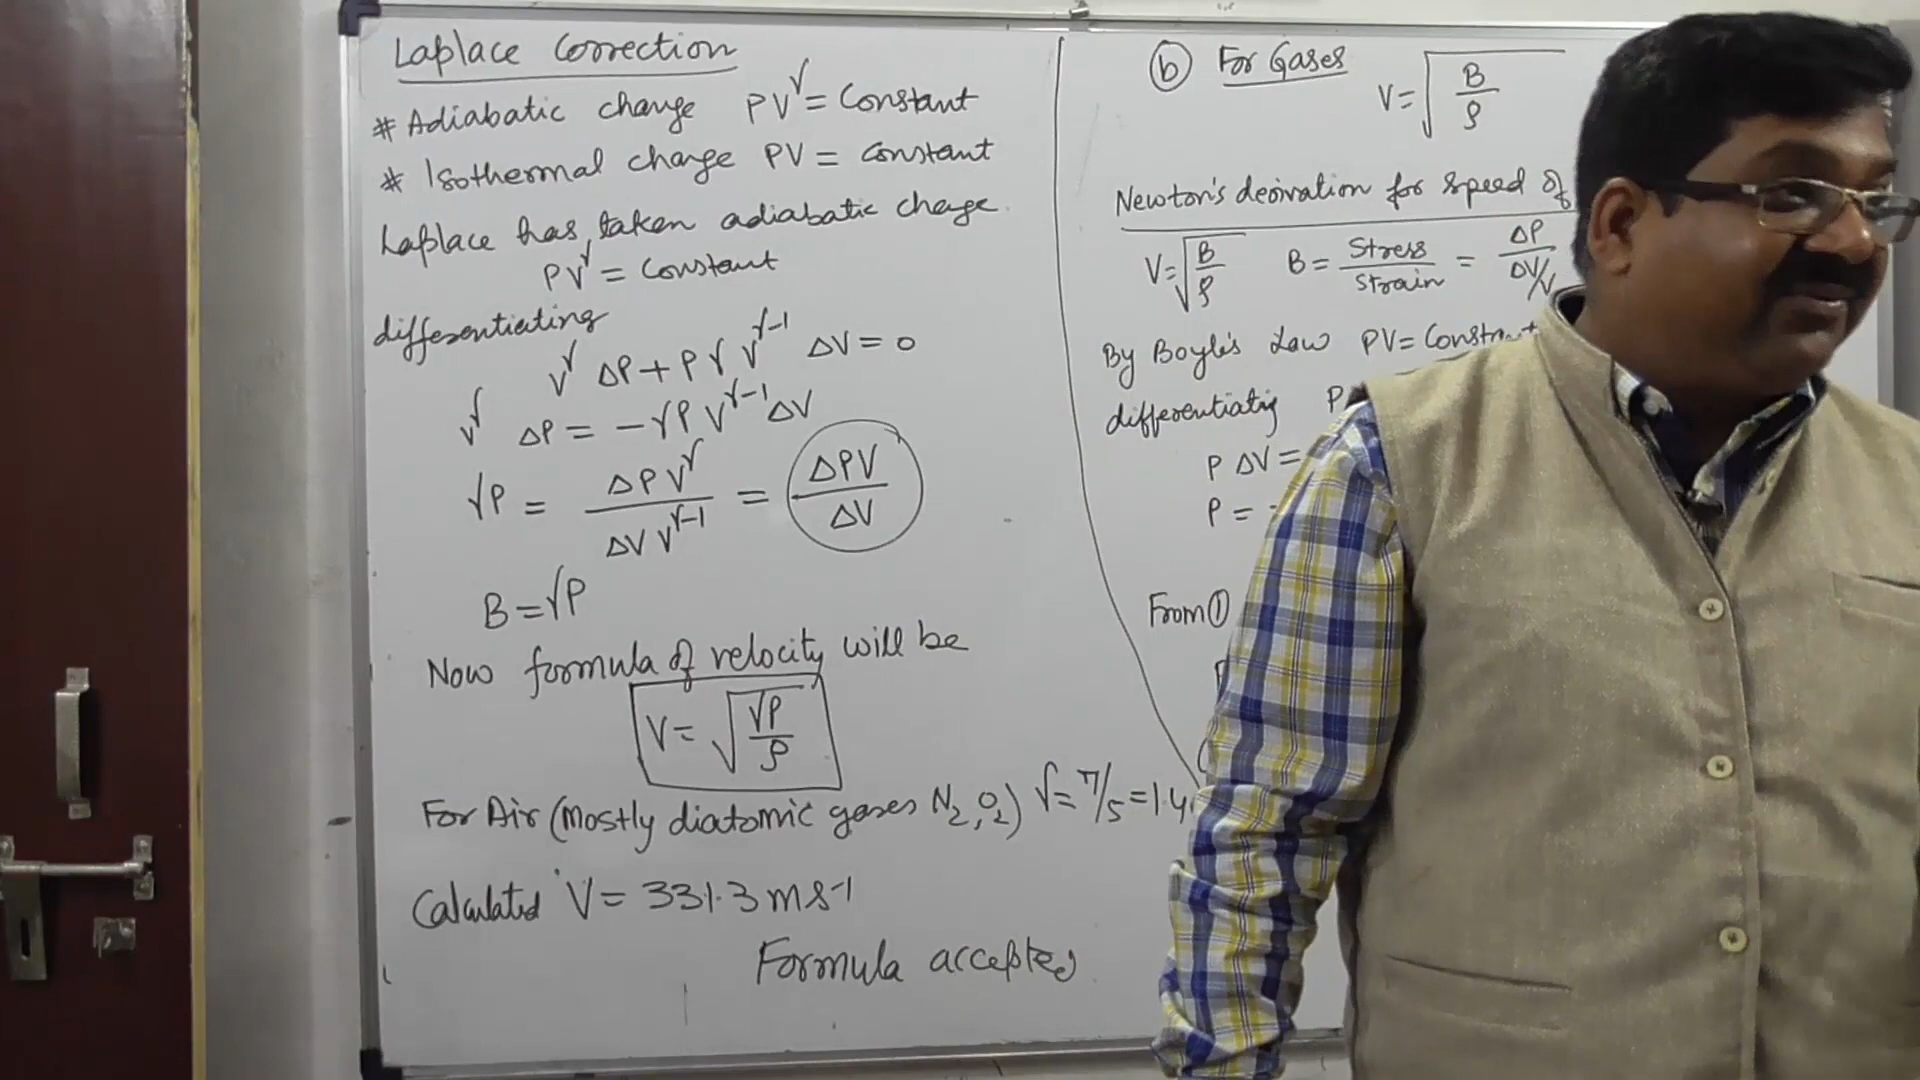 Laplace Correction
# Adiabatic change PV^γ = Constant
# Isothermal change PV = Constant
Laplace has taken adiabatic change.
PV^γ = Constant
differentiating
V^γ ΔP + P γ V^γ-1 ΔV = 0
V^γ ΔP = - γ P V^γ-1 ΔV
γP = ΔP V^γ / ΔV V^γ-1 = ΔPV / ΔV
B = γP
Now formula of velocity will be
V = √γP/ρ
For Air (mostly diatomic gases N2, O2) γ = 7/5 = 1.4
Calculated V = 331.3 ms-1
Formula accepted
(b) For Gases
V = √B/ρ
Newton's derivation for speed of
V = √B/ρ B = Stress/Strain = ΔP/ΔV/V
By Boyle's Law PV = Constant
differentiatig P
P ΔV =
P = -
From ①